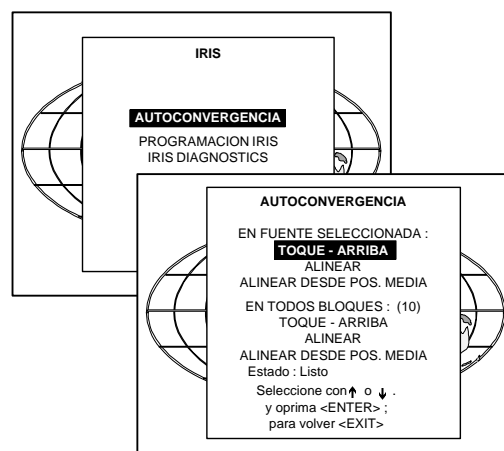 IRIS
AUTOCONVERGENCIA
PROGRAMACION IRIS
IRIS DIAGNOSTICS
AUTOCONVERGENCIA
EN FUENTE SELECCIONADA :
TOQUE - ARRIBA
ALINEAR
ALINEAR DESDE POS. MEDIA
EN TODOS BLOQUES : (10)
TOQUE - ARRIBA
ALINEAR
ALINEAR DESDE POS. MEDIA
Estado : Listo
Seleccione con↑ o ↓ .
y oprima <ENTER> ;
para volver <EXIT>